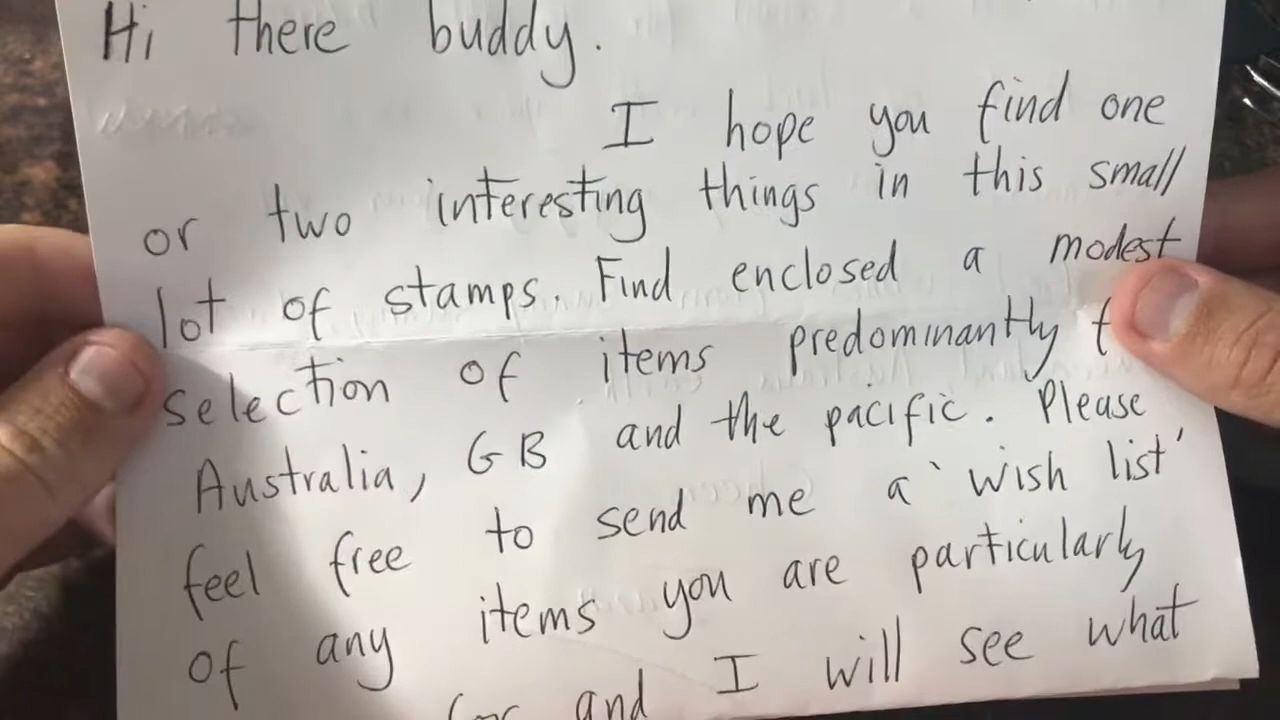 Hi there buddy.
I hope you find one
or two interesting things in this small
lot of stamps. Find enclosed a modest
selection of items predominantly
Australia, GB and the pacific. Please
feel free to send me a 'wish list'
of any items you are particularly
and I will see what